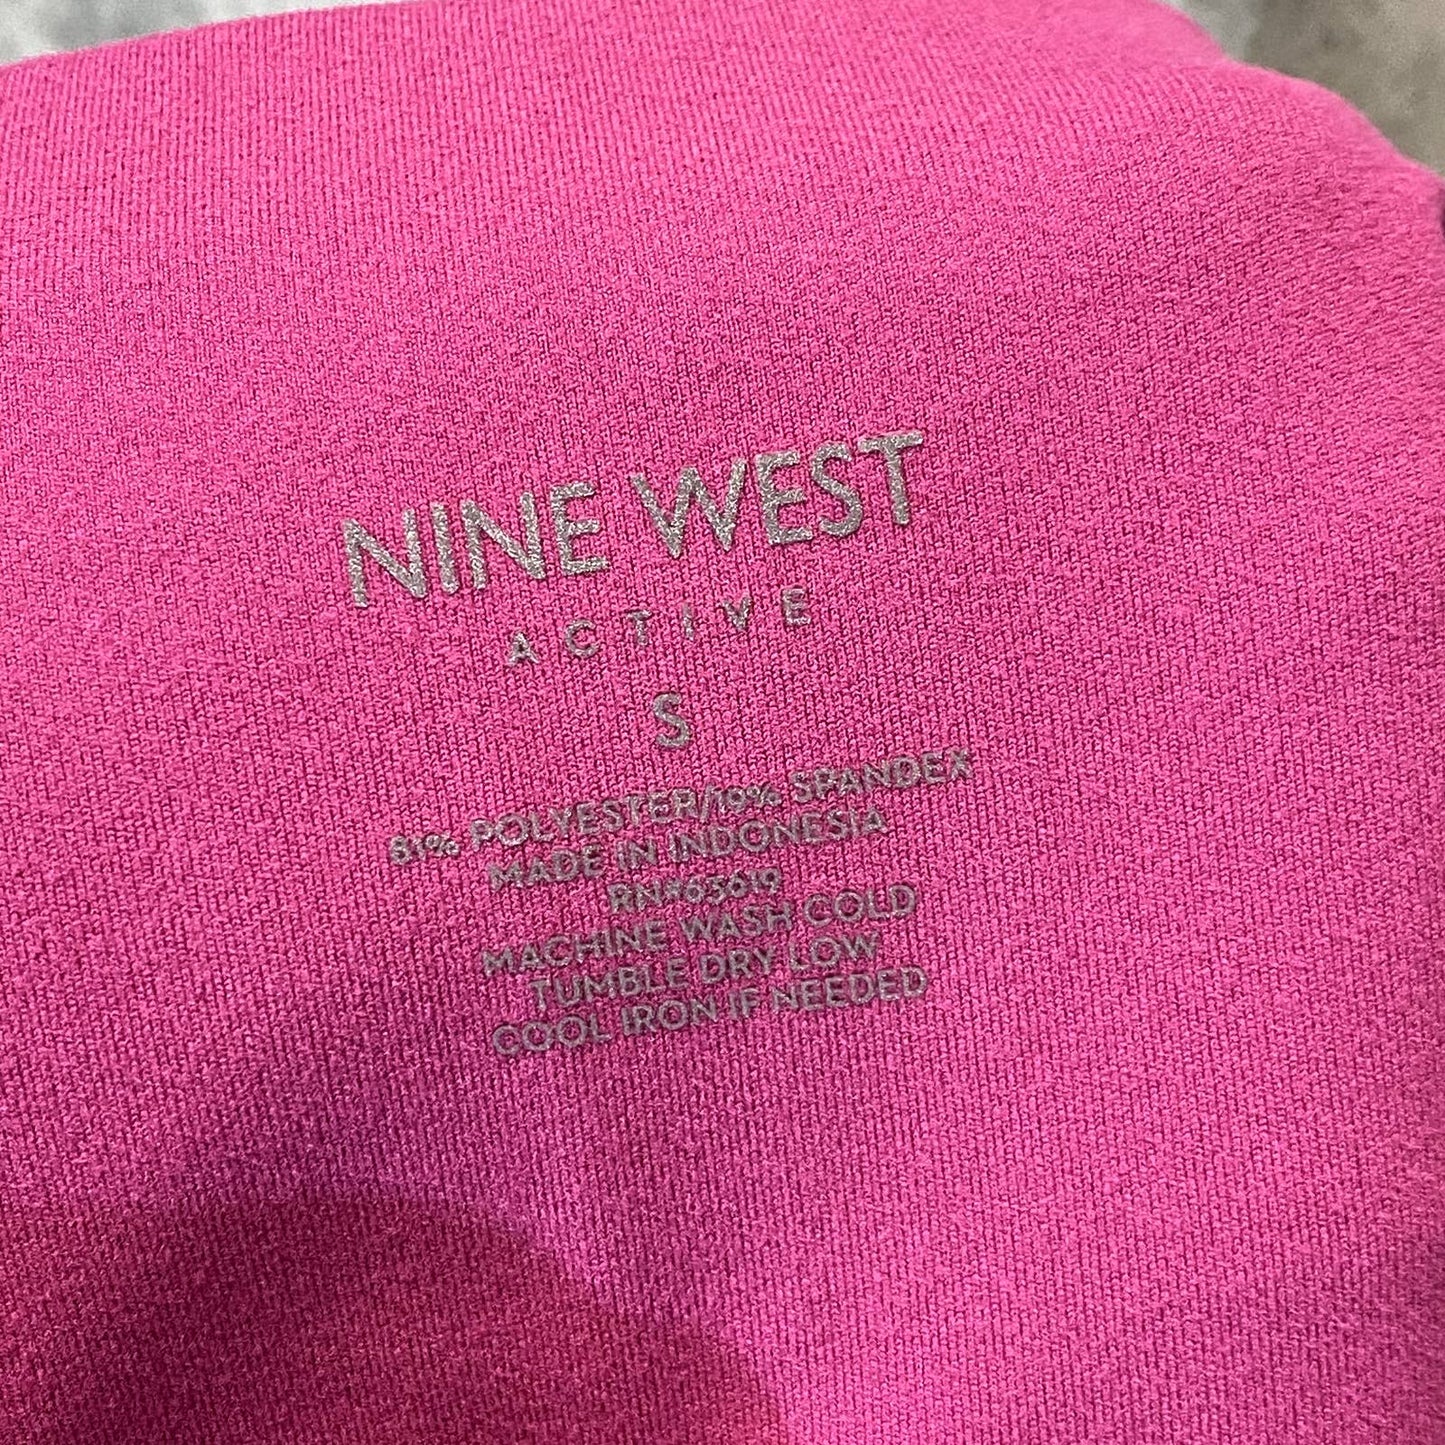 NINE WEST
ACTIVE
S
81% POLYESTER/19% SPANDEX
MADE IN INDONESIA
RN#65619
MACHINE WASH COLD
TUMBLE DRY LOW
COOL IRON IF NEEDED